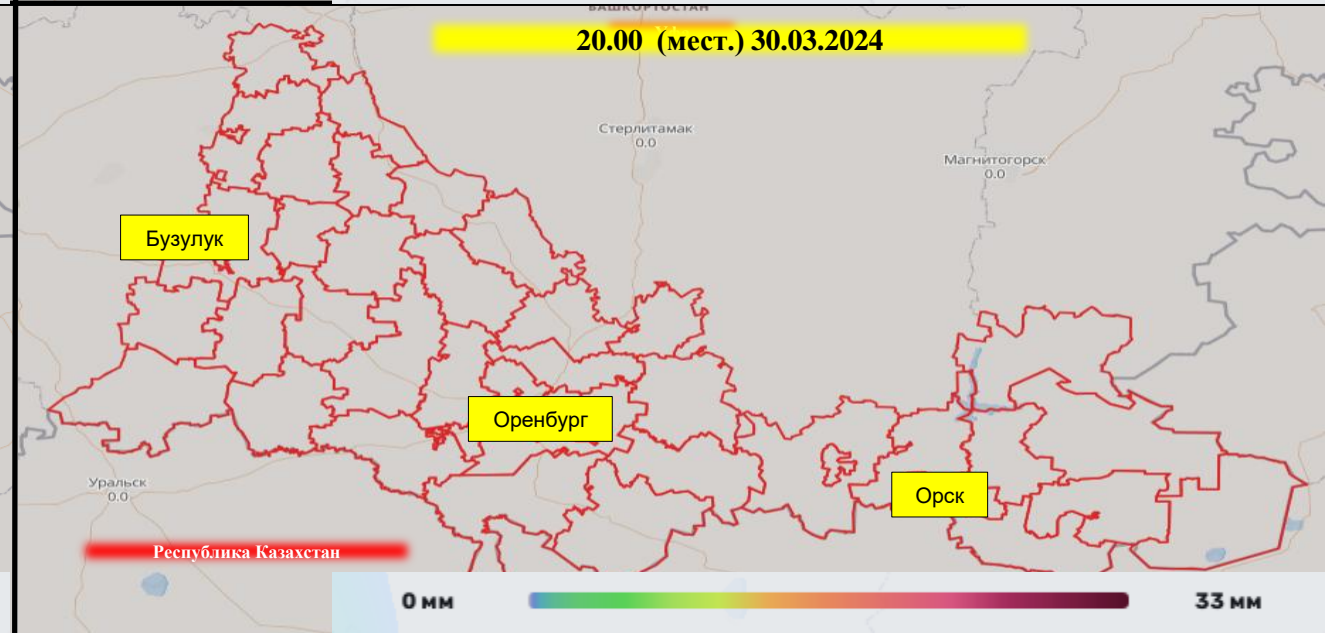 БАШКОРТОСТАН
20.00 (мест.) 30.03.2024
Стерлитамак
0.0
Магнитогорск
0.0
Бузулук
Оренбург
Уральск
0.0
Орск
Республика Казахстан
0 мм
33 мм